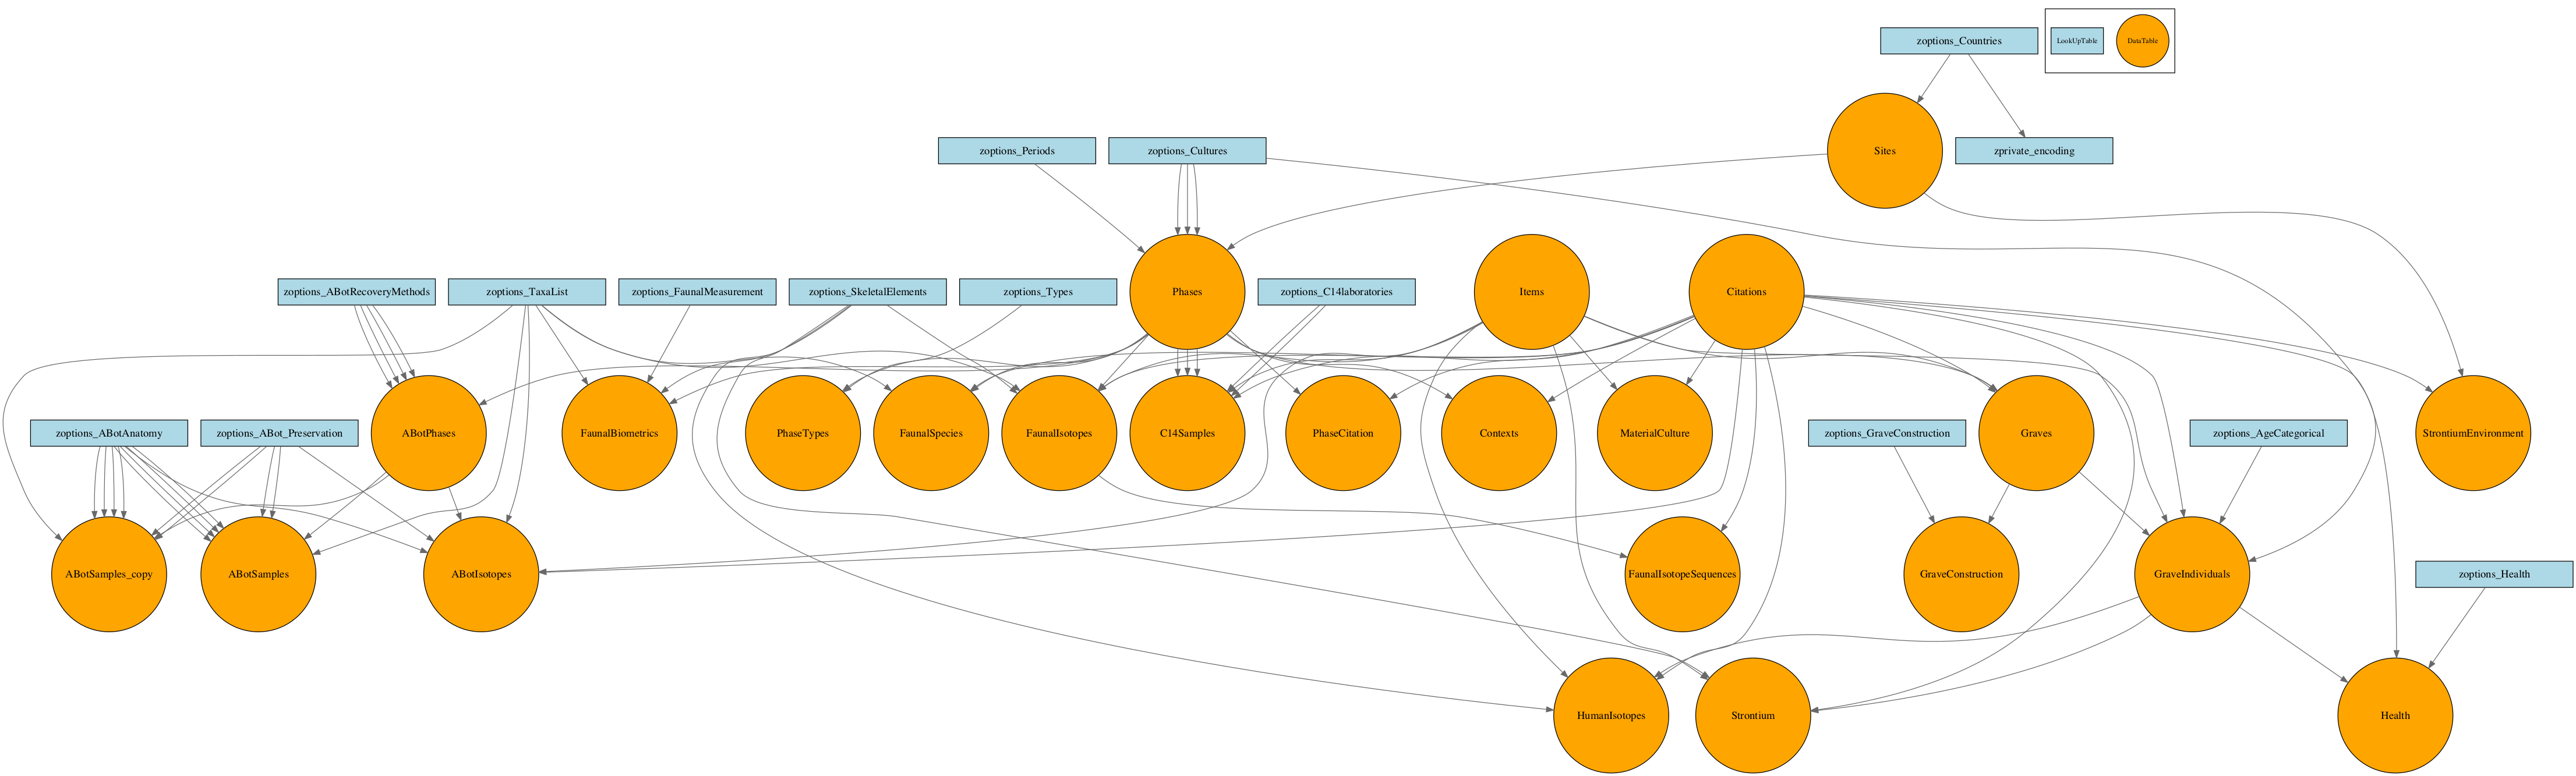 zoptions_Countries
LookUpTable
DataTable
zoptions_Periods
zoptions_Cultures
Sites
zprivate_encoding
zoptions_ABotRecoveryMethods
zoptions_TaxaList
zoptions_FaunalMeasurement
zoptions_SkeletalElements
zoptions_Types
Phases
zoptions_C14laboratories
Items
Citations
zoptions_ABotAnatomy
zoptions_ABot_Preservation
ABotPhases
FaunalBiometrics
PhaseTypes
FaunalSpecies
FaunalIsotopes
C14Samples
PhaseCitation
Contexts
MaterialCulture
zoptions_GraveConstruction
Graves
zoptions_AgeCategorical
StrontiumEnvironment
ABotSamples_copy
ABotSamples
ABotIsotopes
FaunalIsotopeSequences
GraveConstruction
GraveIndividuals
zoptions_Health
HumanIsotopes
Strontium
Health